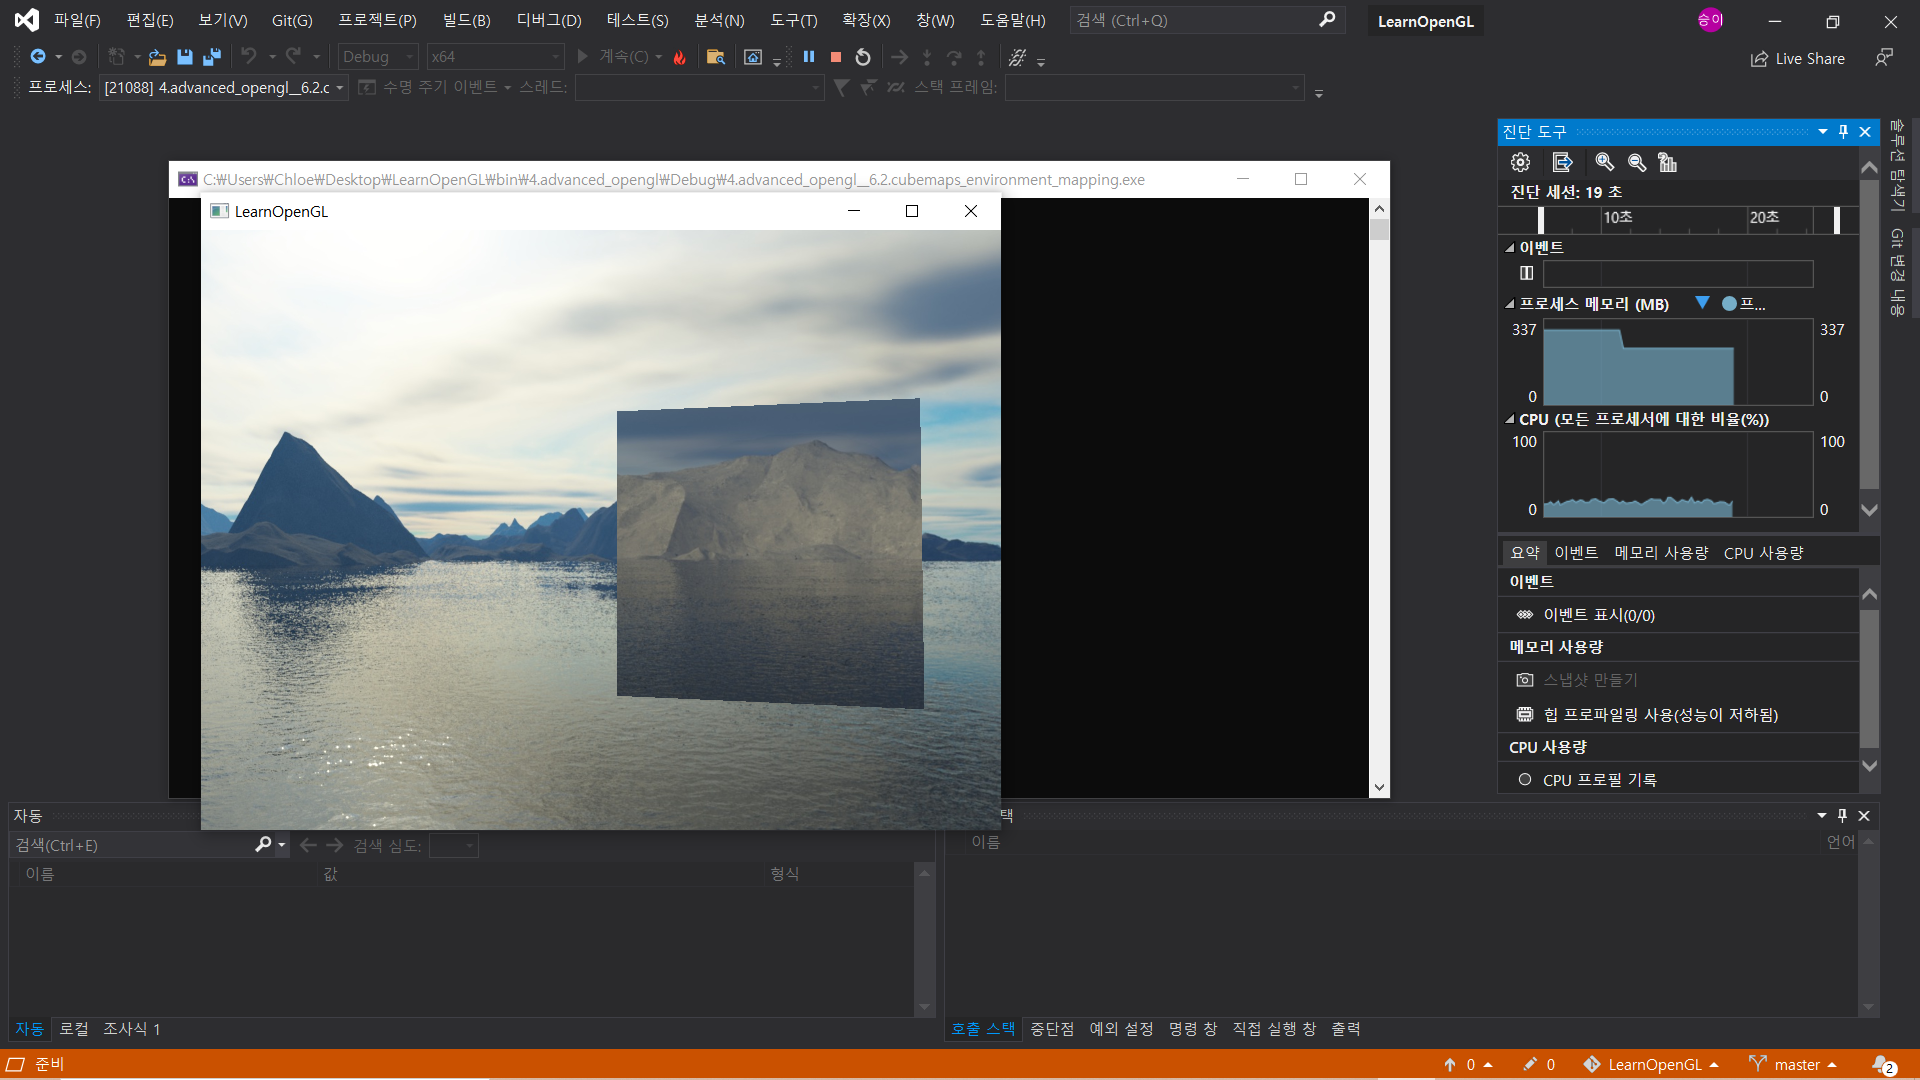 파일(F) 편집(E) 보기(V) Git(G) 프로젝트(P) 빌드(B) 디버그(D) 테스트(S) 분석(N) 도구(T) 확장(X) 창(W) 도움말(H) 검색 (Ctrl+Q) LearnOpenGL 승이
Debug x64 계속(C) Live Share
프로세스: [21088] 4.advanced_opengl__6.2.c 수명 주기 이벤트 스레드: 스택 프레임:
진단 도구
솔루션 탐색기
Git 변경 내용
C:₩Users₩Chloe₩Desktop₩LearnOpenGL₩bin₩4.advanced_opengl₩Debug₩4.advanced_opengl__6.2.cubemaps_environment_mapping.exe
LearnOpenGL
진단 세션: 19 초
10초 20초
이벤트
프로세스 메모리 (MB) 프...
337 337
0 0
CPU (모든 프로세서에 대한 비율(%))
100 100
0 0
요약 이벤트 메모리 사용량 CPU 사용량
이벤트
이벤트 표시(0/0)
메모리 사용량
스냅샷 만들기
힙 프로파일링 사용(성능이 저하됨)
CPU 사용량
CPU 프로필 기록
자동 택
검색(Ctrl+E) 검색 심도: 이름 언어
이름 값 형식
자동 로컬 조사식 1 호출 스택 중단점 예외 설정 명령 창 직접 실행 창 출력
준비 0 0 LearnOpenGL master 2